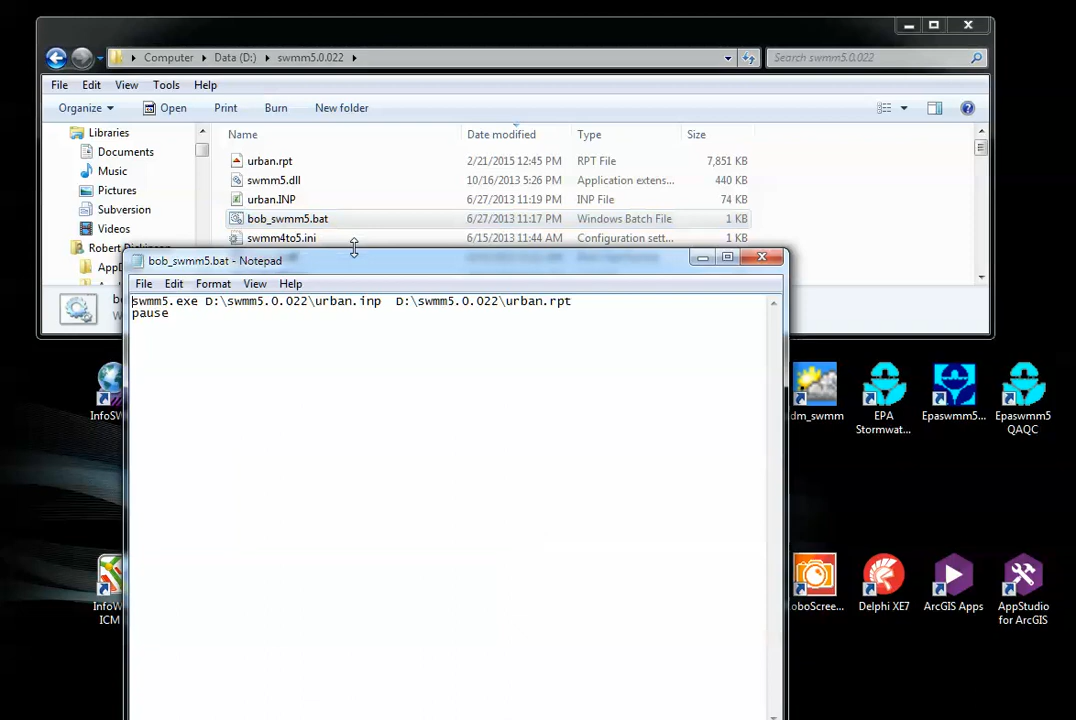 Computer ▸ Data (D:) ▸ swmm5.0.022 ▸
Search swmm5.0.022
File Edit View Tools Help
Organize Open Print Burn New folder
Libraries
Documents
Music
Pictures
Subversion
Videos
Robert Dickinson
Name Date modified Type Size
urban.rpt 2/21/2015 12:45 PM RPT File 7,851 KB
swmm5.dll 10/16/2013 5:26 PM Application extens... 440 KB
urban.INP 6/27/2013 11:19 PM INP File 74 KB
bob_swmm5.bat 6/27/2013 11:17 PM Windows Batch File 1 KB
swmm4to5.ini 6/15/2013 11:44 AM Configuration sett... 1 KB
bob_swmm5.bat - Notepad
File Edit Format View Help
swmm5.exe D:\swmm5.0.022\urban.inp  D:\swmm5.0.022\urban.rpt
pause
InfoSW
dm_swmm
EPA Stormwat...
Epaswmm5...
Epaswmm5 QAQC
InfoW
ICM
oboScree...
Delphi XE7
ArcGIS Apps
AppStudio for ArcGIS